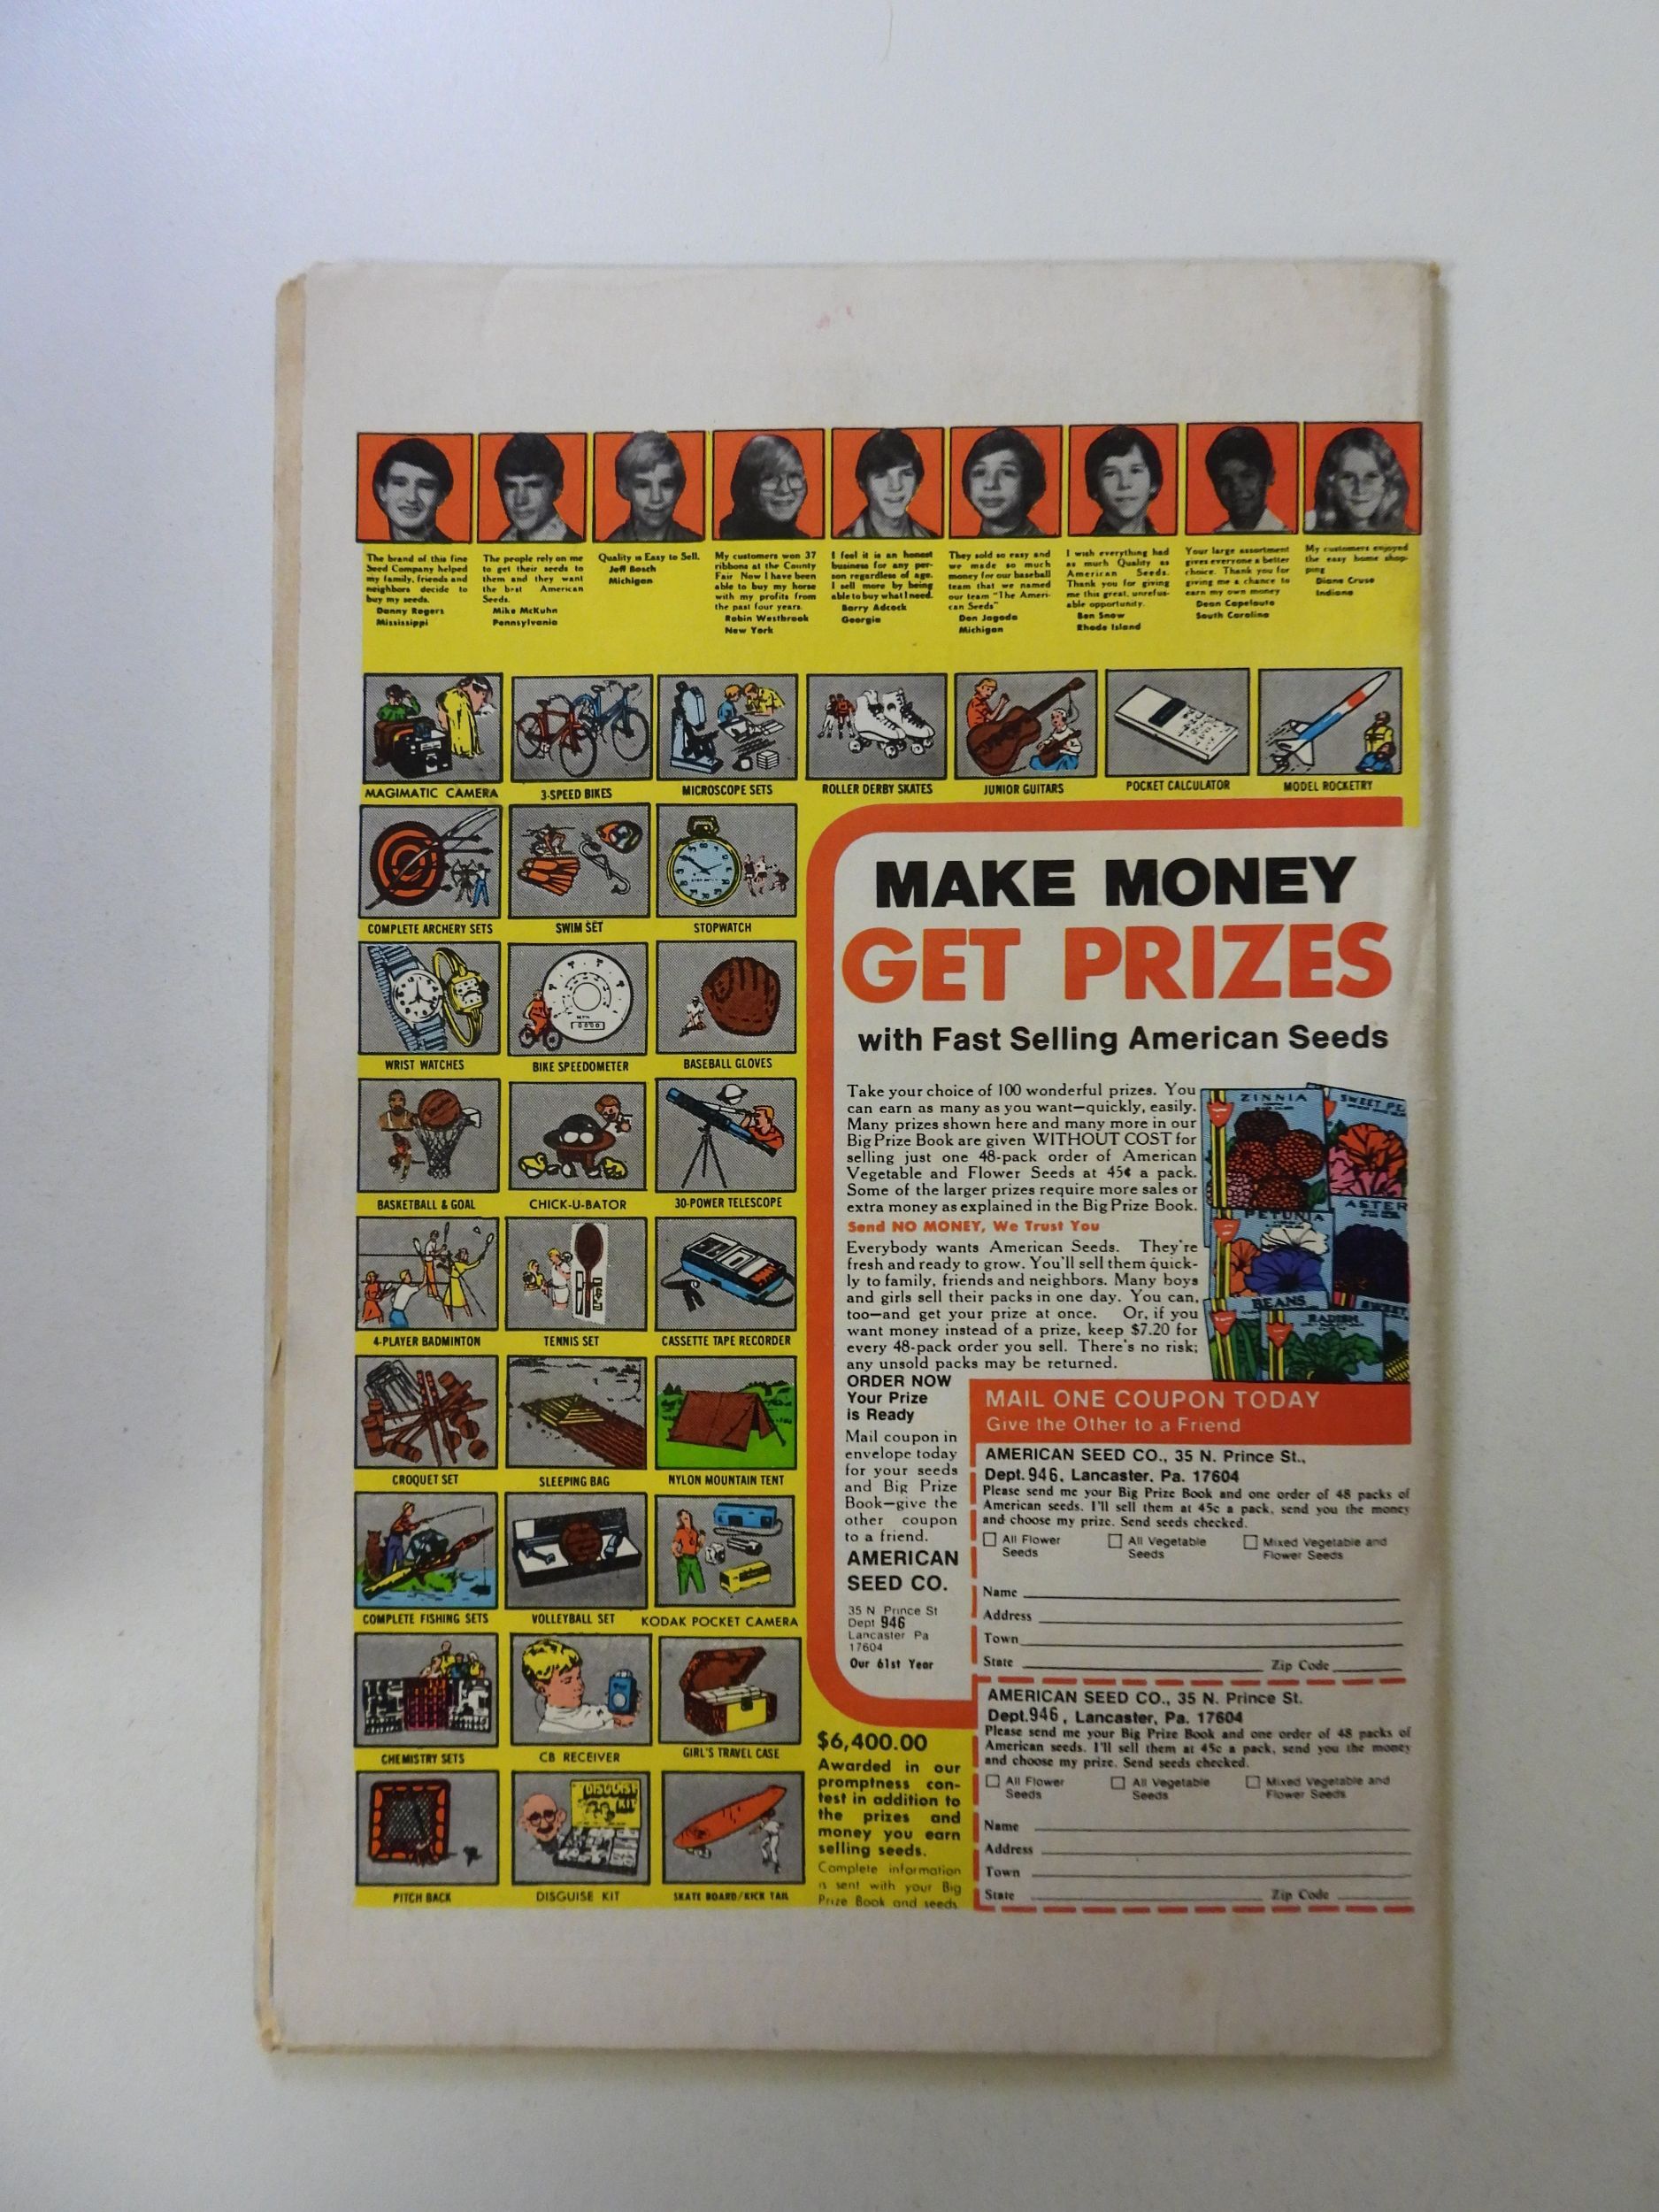 The brand of this fine
Seed Company helped
my family, friends and
neighbors decide to
buy my seeds.
Danny Rogers
Mississippi
The people rely on me
to get their seeds to
them and they want
the best American
Seeds.
Mike McKuhn
Pennsylvania
Quality is Easy to Sell.
Jeff Bosch
Michigan
My customers won 37
ribbons at the County
Fair Now I have been
able to buy my horse
with my profits from
the past four years.
Robin Westbrook
New York
I feel it is an honest
business for any per-
son regardless of age.
I sell more by being
able to buy what I need.
Barry Adcock
Georgia
They sold so easy and
we made so much
money for our baseball
team that we named
our team "The Ameri-
can Seeds"
Don Jagoda
Michigan
I wish everything had
as much Quality as
American Seeds.
Thank you for giving
me this great, unrefus-
able opportunity.
Ben Snow
Rhode Island
Your large assortment
gives everyone a better
choice. Thank you for
giving me a chance to
earn my own money
Dean Capelouto
South Carolina
My customers enjoyed
the easy home shop-
ping
Diane Cruse
Indiana
MAGIMATIC CAMERA
3-SPEED BIKES
MICROSCOPE SETS
ROLLER DERBY SKATES
JUNIOR GUITARS
POCKET CALCULATOR
MODEL ROCKETRY
COMPLETE ARCHERY SETS
SWIM SET
STOPWATCH
WRIST WATCHES
BIKE SPEEDOMETER
BASEBALL GLOVES
BASKETBALL & GOAL
CHICK-U-BATOR
30-POWER TELESCOPE
4-PLAYER BADMINTON
TENNIS SET
CASSETTE TAPE RECORDER
CROQUET SET
SLEEPING BAG
NYLON MOUNTAIN TENT
COMPLETE FISHING SETS
VOLLEYBALL SET
KODAK POCKET CAMERA
CHEMISTRY SETS
CB RECEIVER
GIRL'S TRAVEL CASE
DISGUISE
KIT
PITCH BACK
DISGUISE KIT
SKATE BOARD/KICK TAIL
MAKE MONEY
GET PRIZES
with Fast Selling American Seeds
Take your choice of 100 wonderful prizes. You
can earn as many as you want—quickly, easily.
Many prizes shown here and many more in our
Big Prize Book are given WITHOUT COST for
selling just one 48-pack order of American
Vegetable and Flower Seeds at 45¢ a pack.
Some of the larger prizes require more sales or
extra money as explained in the Big Prize Book.
Send NO MONEY, We Trust You
Everybody wants American Seeds. They're
fresh and ready to grow. You'll sell them quick-
ly to family, friends and neighbors. Many boys
and girls sell their packs in one day. You can,
too—and get your prize at once. Or, if you
want money instead of a prize, keep $7.20 for
every 48-pack order you sell. There's no risk;
any unsold packs may be returned.
ZINNIA
SWEET PE
PETUNIA
ASTER
BEANS
RADISH
SWEET
ORDER NOW
Your Prize
is Ready
Mail coupon in
envelope today
for your seeds
and Big Prize
Book—give the
other coupon
to a friend.
AMERICAN
SEED CO.
35 N Prince St
Dept 946
Lancaster Pa
17604
Our 61st Year
MAIL ONE COUPON TODAY
Give the Other to a Friend
AMERICAN SEED CO., 35 N. Prince St.,
Dept. 946, Lancaster, Pa. 17604
Please send me your Big Prize Book and one order of 48 packs of
American seeds. I'll sell them at 45c a pack, send you the money
and choose my prize. Send seeds checked.
All Flower
Seeds
All Vegetable
Seeds
Mixed Vegetable and
Flower Seeds
Name
Address
Town
State Zip Code
$6,400.00
Awarded in our
promptness con-
test in addition to
the prizes and
money you earn
selling seeds.
Complete information
is sent with your Big
Prize Book and seeds
AMERICAN SEED CO., 35 N. Prince St.
Dept. 946, Lancaster, Pa. 17604
Please send me your Big Prize Book and one order of 48 packs of
American seeds. I'll sell them at 45c a pack, send you the money
and choose my prize. Send seeds checked.
All Flower
Seeds
All Vegetable
Seeds
Mixed Vegetable and
Flower Seeds
Name
Address
Town
State Zip Code